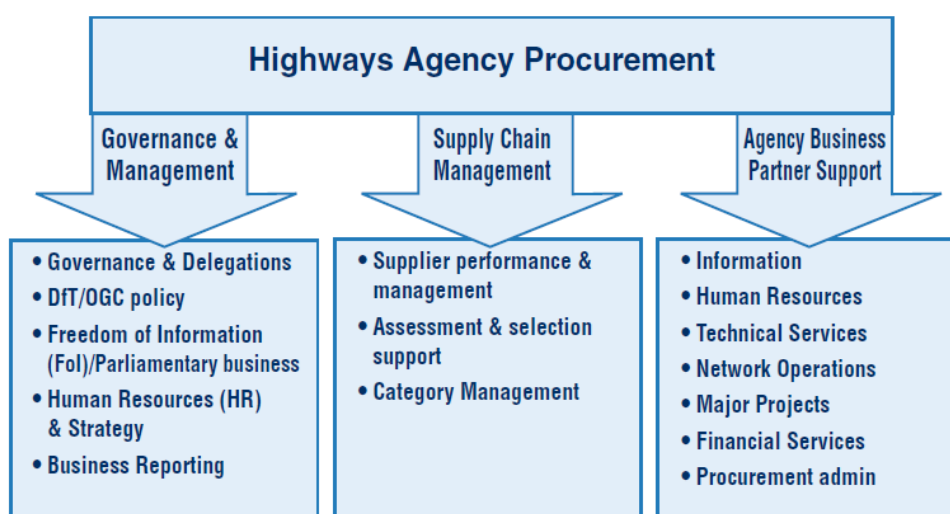 Highways Agency Procurement
Governance &
Management
Supply Chain
Management
Agency Business
Partner Support
• Governance & Delegations
• DfT/OGC policy
• Freedom of Information
(FoI)/Parliamentary business
• Human Resources (HR)
& Strategy
• Business Reporting
• Supplier performance &
management
• Assessment & selection
support
• Category Management
• Information
• Human Resources
• Technical Services
• Network Operations
• Major Projects
• Financial Services
• Procurement admin